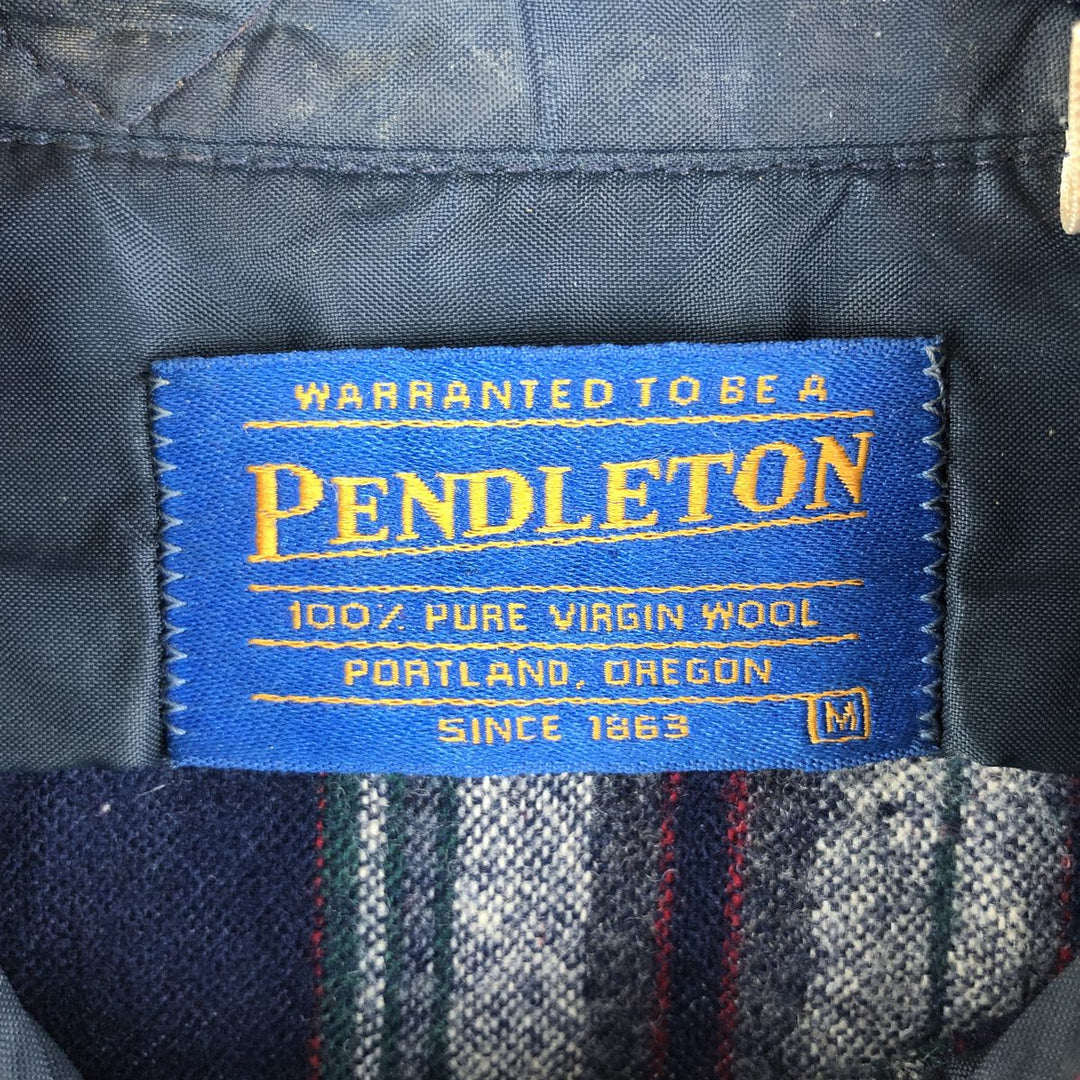 WARRANTED TO BE A
PENDLETON
100% PURE VIRGIN WOOL
PORTLAND, OREGON
SINCE 1863
M